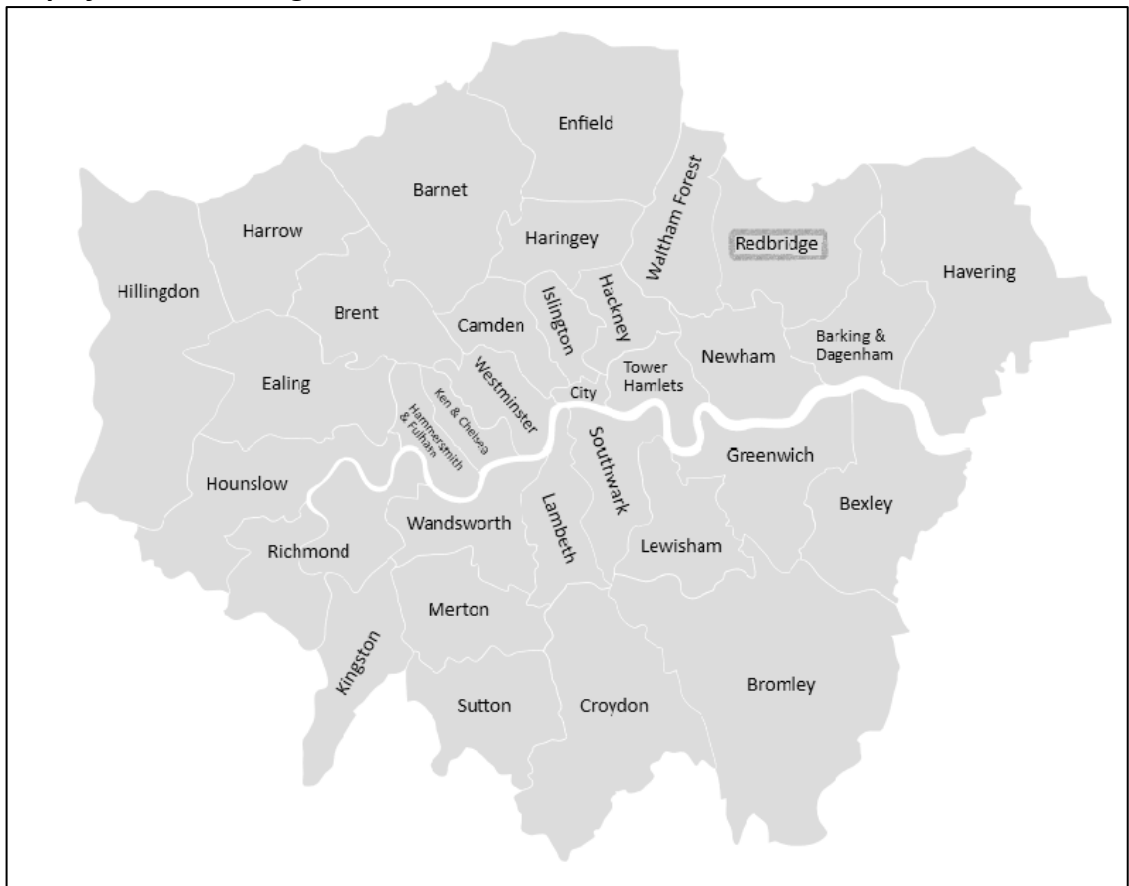 Enfield
Barnet
Waltham Forest
Harrow
Haringey
Redbridge
Havering
Hillingdon
Brent
Camden
Islington
Hackney
Barking &
Dagenham
Newham
Ealing
Westminster
City
Tower
Hamlets
Ken & Chelsea
Hammersmith
& Fulham
Southwark
Greenwich
Hounslow
Bexley
Wandsworth
Lambeth
Richmond
Lewisham
Merton
Kingston
Sutton
Croydon
Bromley